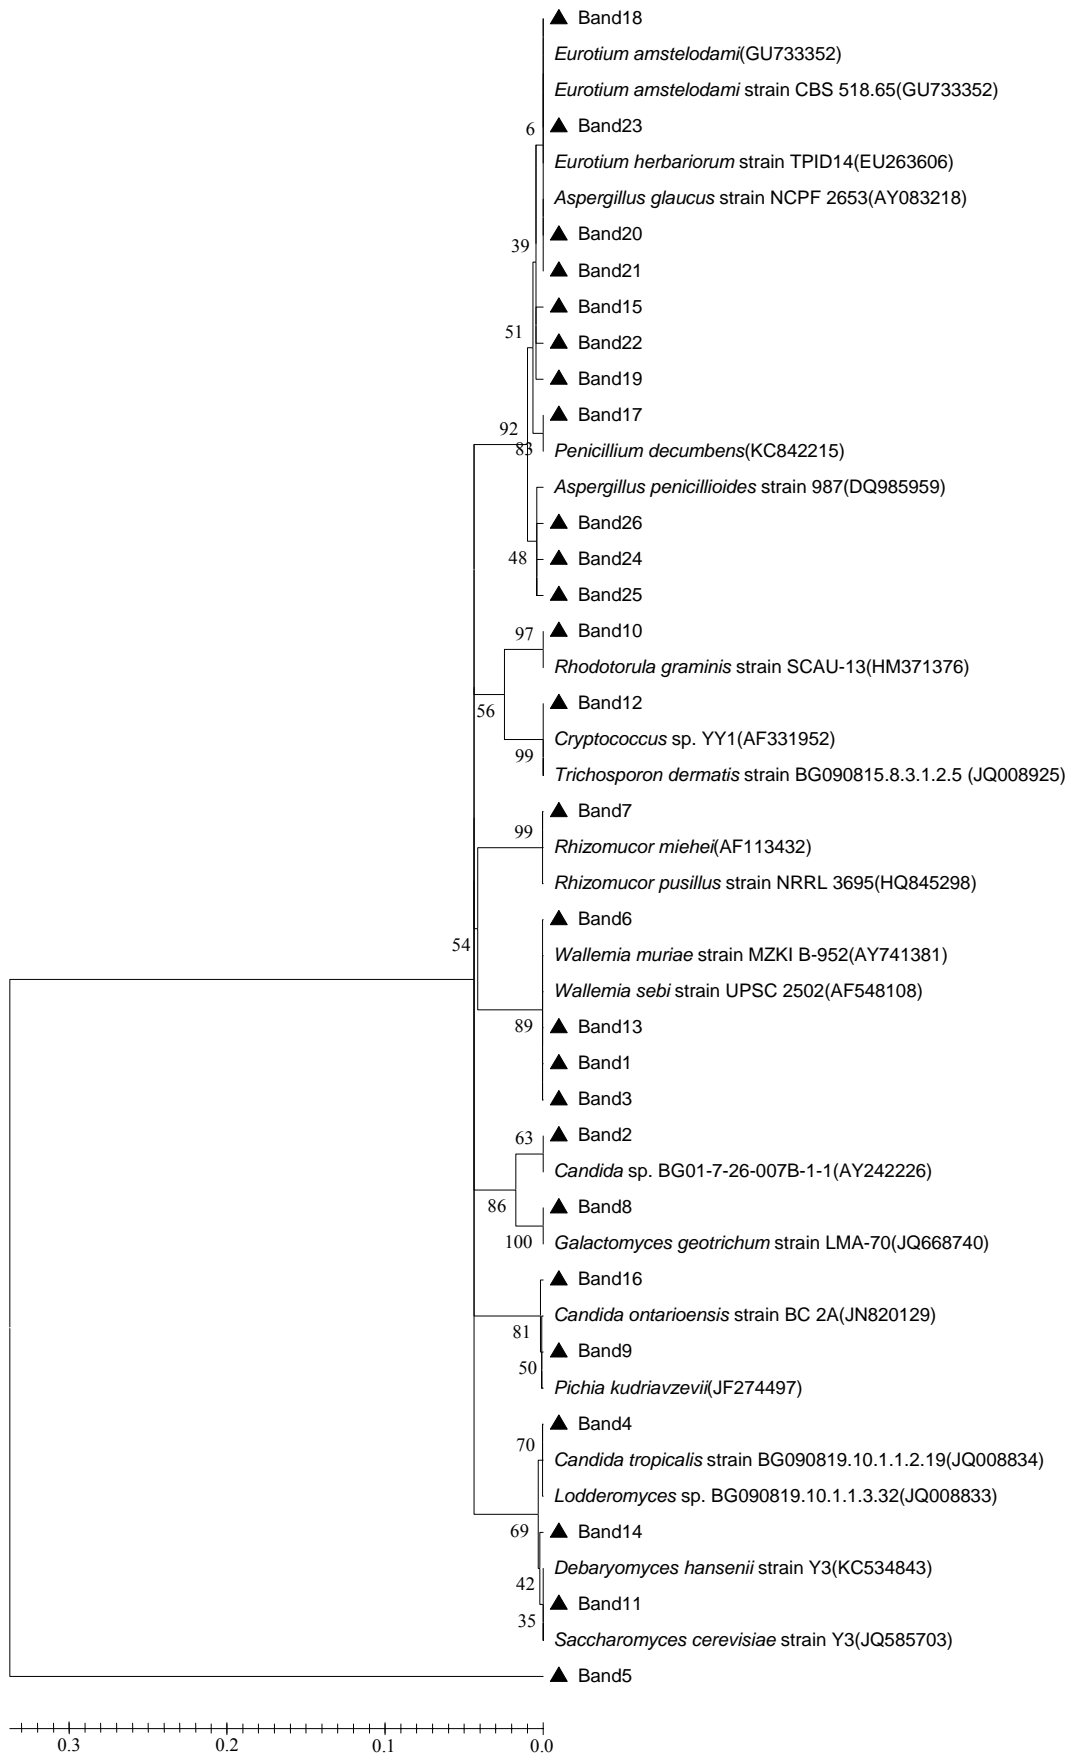 ▲ Band18
Eurotium amstelodami(GU733352)
Eurotium amstelodami strain CBS 518.65(GU733352)
6 ▲ Band23
Eurotium herbariorum strain TPID14(EU263606)
Aspergillus glaucus strain NCPF 2653(AY083218)
▲ Band20
39
▲ Band21
▲ Band15
51
▲ Band22
▲ Band19
▲ Band17
92
83 Penicillium decumbens(KC842215)
Aspergillus penicillioides strain 987(DQ985959)
▲ Band26
48 ▲ Band24
▲ Band25
97 ▲ Band10
Rhodotorula graminis strain SCAU-13(HM371376)
▲ Band12
56
Cryptococcus sp. YY1(AF331952)
99
Trichosporon dermatis strain BG090815.8.3.1.2.5 (JQ008925)
▲ Band7
99
Rhizomucor miehei(AF113432)
Rhizomucor pusillus strain NRRL 3695(HQ845298)
▲ Band6
54
Wallemia muriae strain MZKI B-952(AY741381)
Wallemia sebi strain UPSC 2502(AF548108)
89 ▲ Band13
▲ Band1
▲ Band3
63 ▲ Band2
Candida sp. BG01-7-26-007B-1-1(AY242226)
86 ▲ Band8
100 Galactomyces geotrichum strain LMA-70(JQ668740)
▲ Band16
Candida ontarioensis strain BC 2A(JN820129)
81
▲ Band9
50
Pichia kudriavzevii(JF274497)
▲ Band4
70
Candida tropicalis strain BG090819.10.1.1.2.19(JQ008834)
Lodderomyces sp. BG090819.10.1.1.3.32(JQ008833)
69 ▲ Band14
Debaryomyces hansenii strain Y3(KC534843)
42
▲ Band11
35
Saccharomyces cerevisiae strain Y3(JQ585703)
▲ Band5
0.3 0.2 0.1 0.0